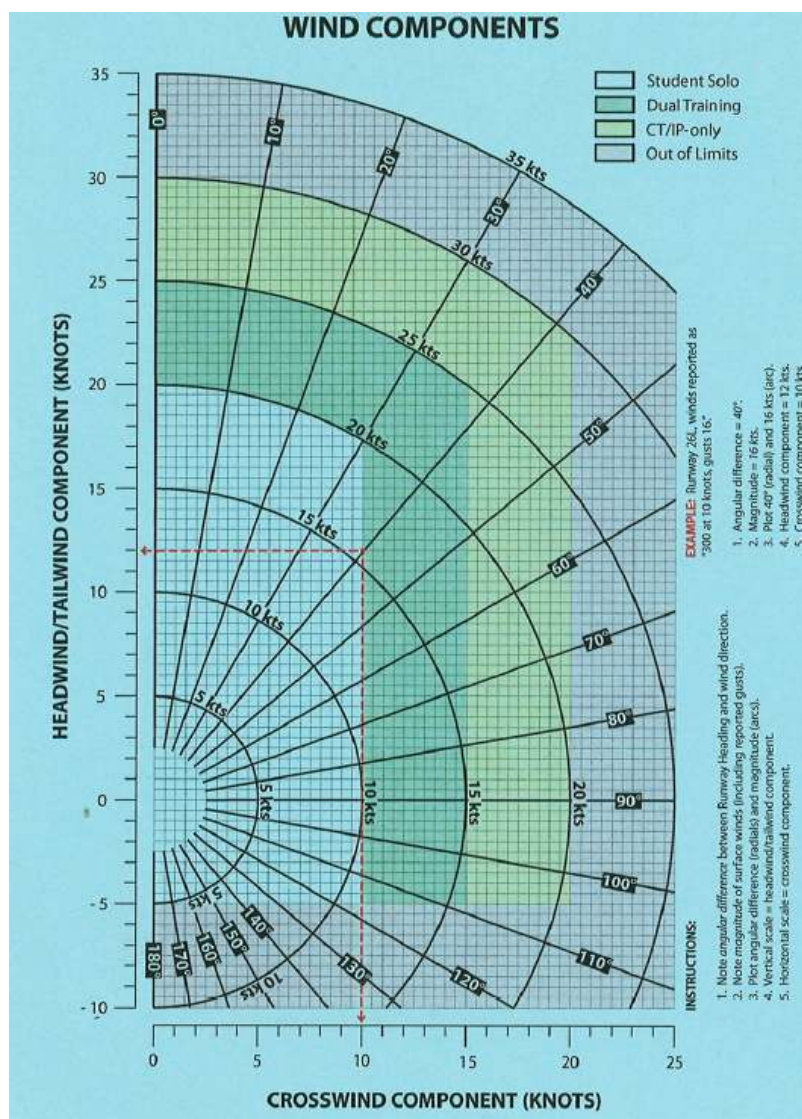 WIND COMPONENTS
Student Solo
Dual Training
CT/IP-only
Out of Limits
HEADWIND/TAILWIND COMPONENT (KNOTS)
35
30
25
20
15
10
5
0
- 5
- 10
0°
10°
20°
30°
40°
50°
60°
70°
80°
90°
100°
110°
120°
130°
140°
150°
160°
170°
180°
35 kts
30 kts
25 kts
20 kts
15 kts
10 kts
5 kts
5 kts
10 kts
15 kts
20 kts
5 kts
10 kts
0
5
10
15
20
25
CROSSWIND COMPONENT (KNOTS)
EXAMPLE: Runway 26L, winds reported as
"300 at 10 knots, gusts 16."
1. Angular difference = 40°.
2. Magnitude = 16 kts.
3. Plot 40° (radial) and 16 kts (arc).
4. Headwind component = 12 kts.
5. Crosswind component = 10 kts.
INSTRUCTIONS:
1. Note angular difference between Runway Heading and wind direction.
2. Note magnitude of surface winds (including reported gusts).
3. Plot angular difference (radials) and magnitude (arcs).
4. Vertical scale = headwind/tailwind component.
5. Horizontal scale = crosswind component.